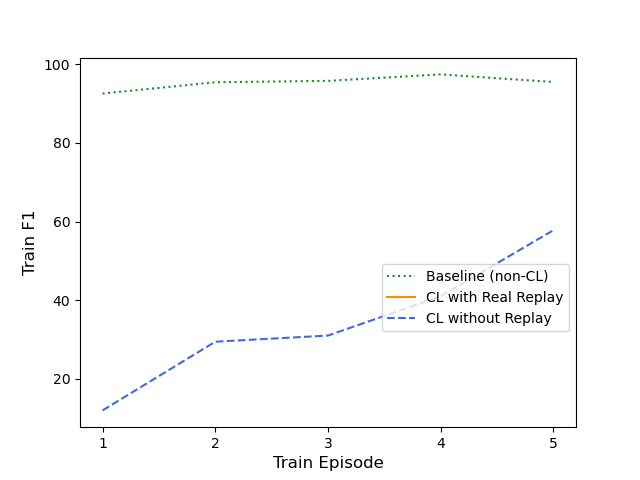 100
80
60
40
20
Train F1
Baseline (non-CL)
CL with Real Replay
CL without Replay
1 2 3 4 5
Train Episode